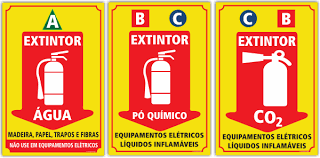 A
EXTINTOR
ÁGUA
MADEIRA, PAPEL, TRAPOS E FIBRAS
NÃO USE EM EQUIPAMENTOS ELÉTRICOS
B C
EXTINTOR
PÓ QUÍMICO
EQUIPAMENTOS ELÉTRICOS
LÍQUIDOS INFLAMÁVEIS
C B
EXTINTOR
CO2
EQUIPAMENTOS ELÉTRICOS
LÍQUIDOS INFLAMÁVEIS